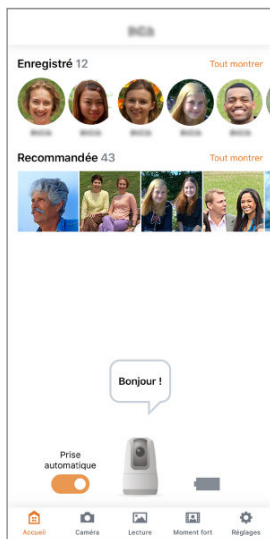 Enregistré 12 Tout montrer
Recommandée 43 Tout montrer
Bonjour !
Prise
automatique
Accueil Caméra Lecture Moment fort Réglages